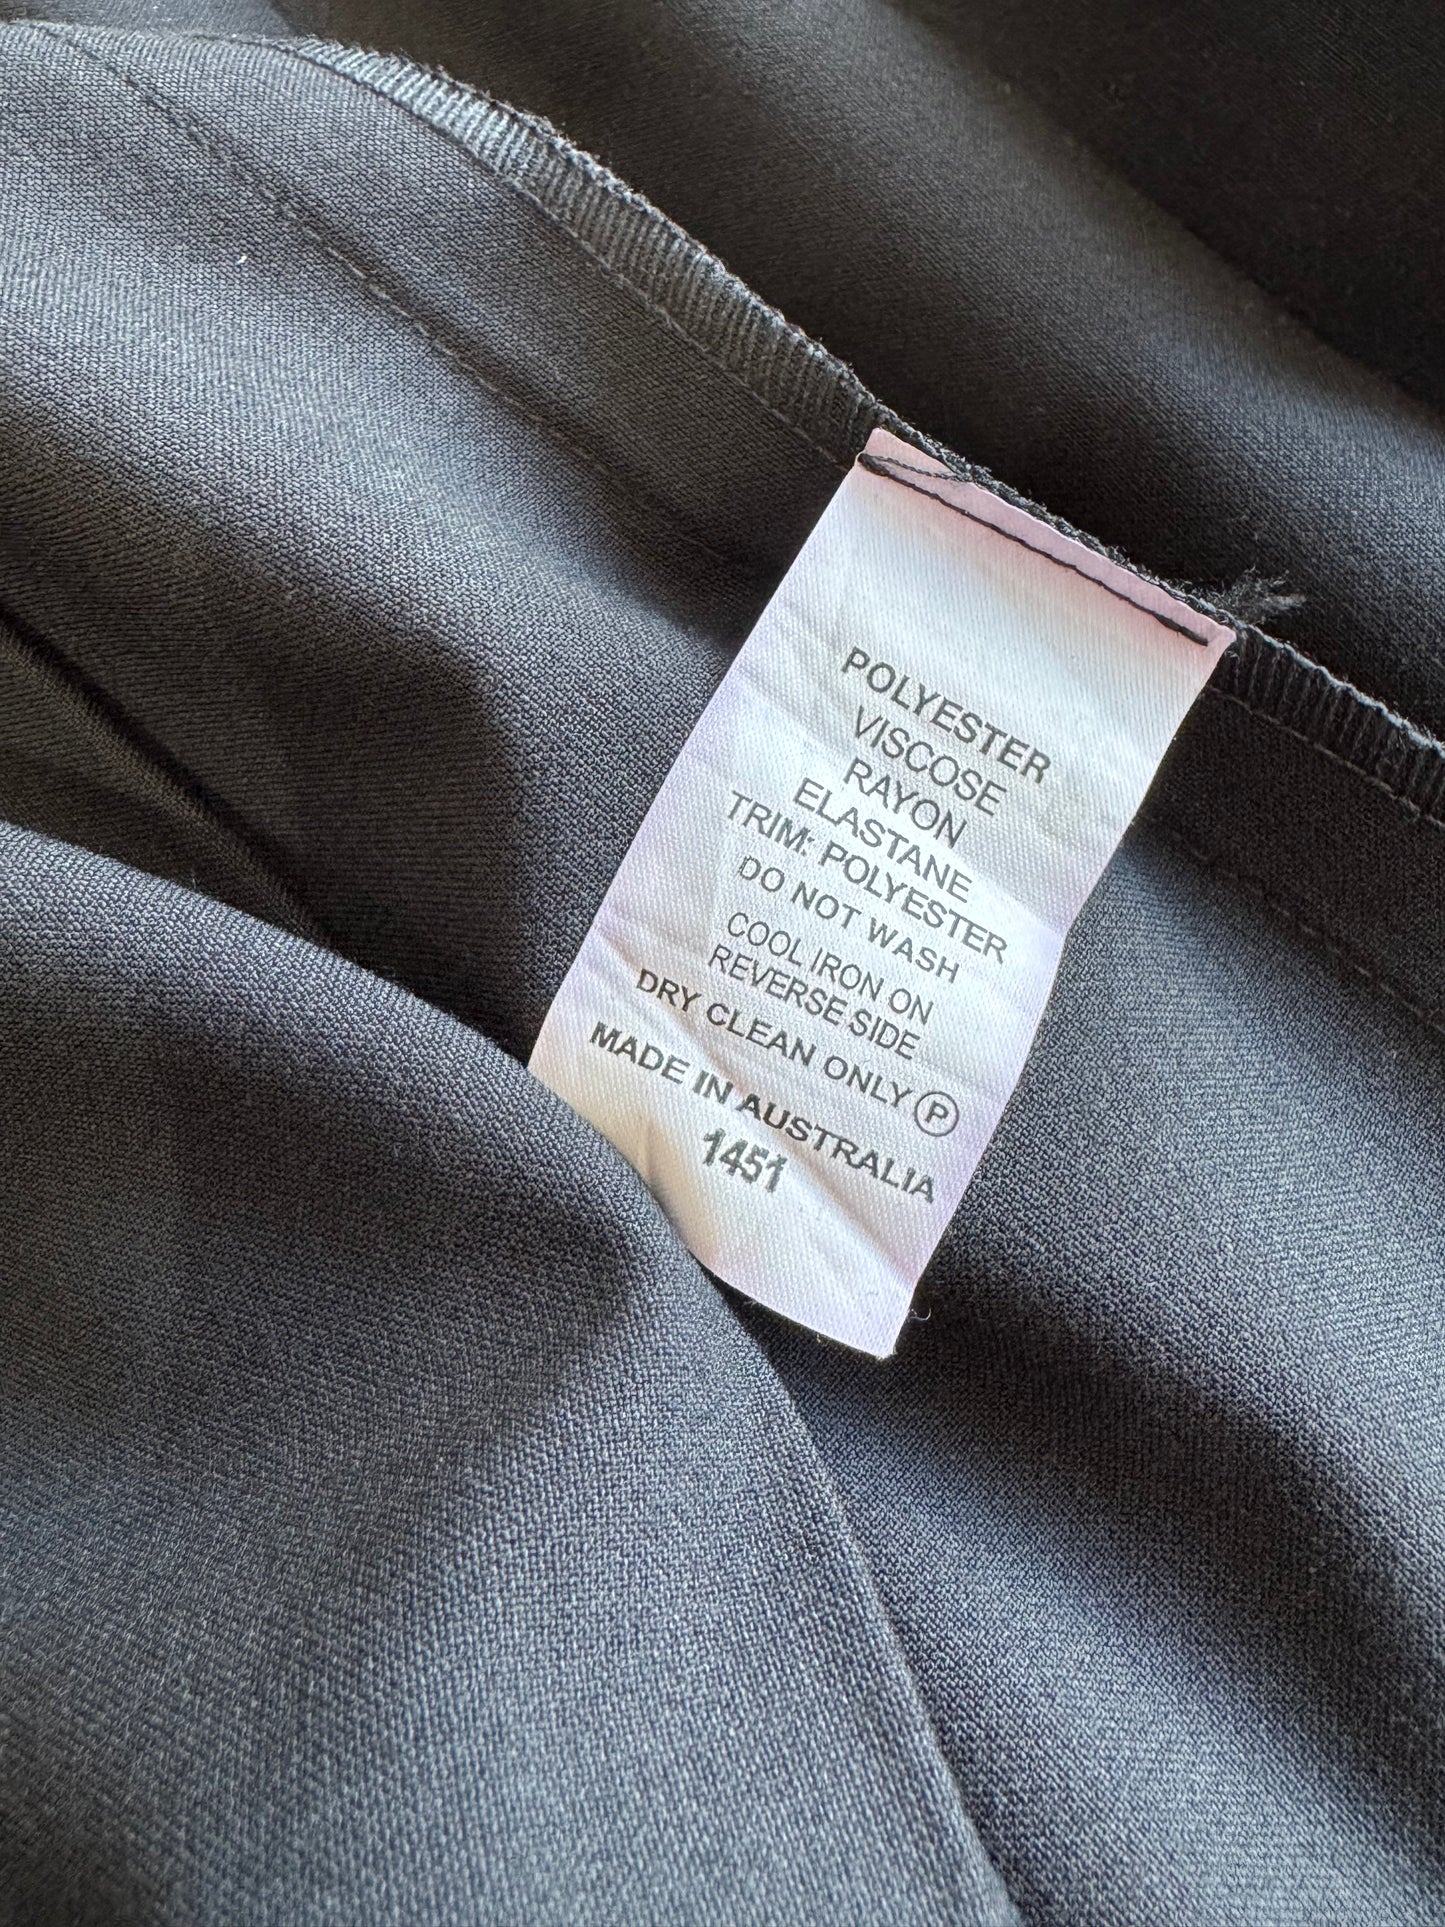 POLYESTER
VISCOSE
RAYON
ELASTANE
TRIM: POLYESTER
DO NOT WASH
COOL IRON ON
REVERSE SIDE
DRY CLEAN ONLY P
MADE IN AUSTRALIA
1451